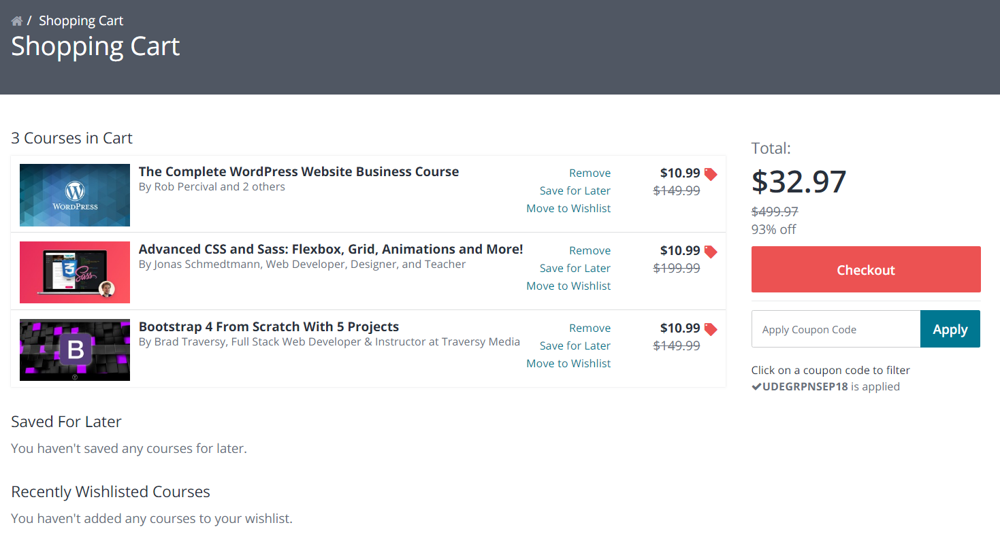 / Shopping Cart
Shopping Cart
3 Courses in Cart
WORDPRESS
The Complete WordPress Website Business Course
By Rob Percival and 2 others
Remove
Save for Later
Move to Wishlist
$10.99
$149.99
3
Sass
Advanced CSS and Sass: Flexbox, Grid, Animations and More!
By Jonas Schmedtmann, Web Developer, Designer, and Teacher
Remove
Save for Later
Move to Wishlist
$10.99
$199.99
B
Bootstrap 4 From Scratch With 5 Projects
By Brad Traversy, Full Stack Web Developer & Instructor at Traversy Media
Remove
Save for Later
Move to Wishlist
$10.99
$149.99
Saved For Later
You haven't saved any courses for later.
Recently Wishlisted Courses
You haven't added any courses to your wishlist.
Total:
$32.97
$499.97
93% off
Checkout
Apply Coupon Code
Apply
Click on a coupon code to filter
UDEGRPNSEP18 is applied